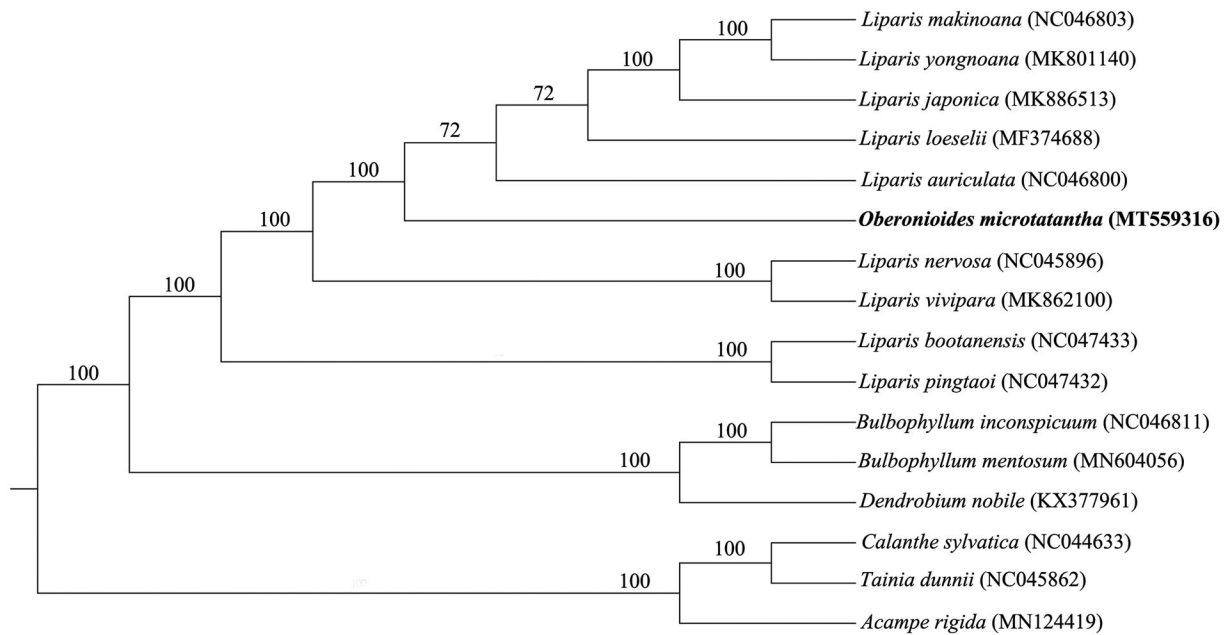 Liparis makinoana (NC046803)
100
Liparis yongnoana (MK801140)
100
Liparis japonica (MK886513)
72
Liparis loeselii (MF374688)
72
Liparis auriculata (NC046800)
100
Oberonioides microtatantha (MT559316)
100
Liparis nervosa (NC045896)
100
Liparis vivipara (MK862100)
100
Liparis bootanensis (NC047433)
100
Liparis pingtaoi (NC047432)
100
Bulbophyllum inconspicuum (NC046811)
100
Bulbophyllum mentosum (MN604056)
100
Dendrobium nobile (KX377961)
Calanthe sylvatica (NC044633)
100
Tainia dunnii (NC045862)
100
Acampe rigida (MN124419)